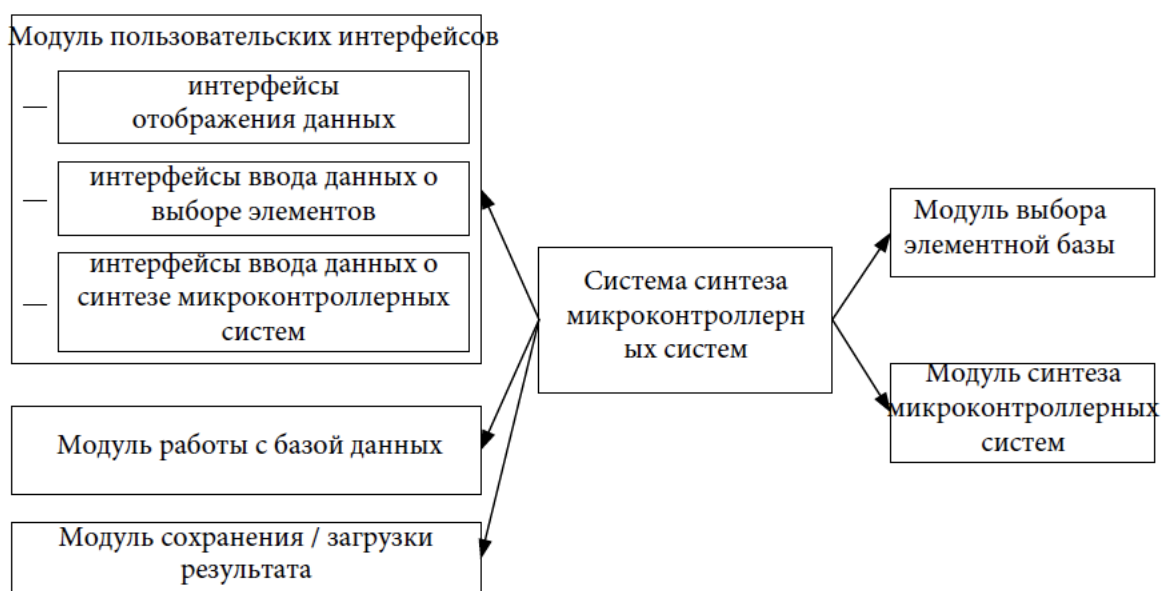 Модуль пользовательских интерфейсов
интерфейсы
отображения данных
интерфейсы ввода данных о
выборе элементов
интерфейсы ввода данных о
синтезе микроконтроллерных
систем
Модуль работы с базой данных
Модуль сохранения / загрузки
результата
Система синтеза
микроконтроллерн
ых систем
Модуль выбора
элементной базы
Модуль синтеза
микроконтроллерных
систем